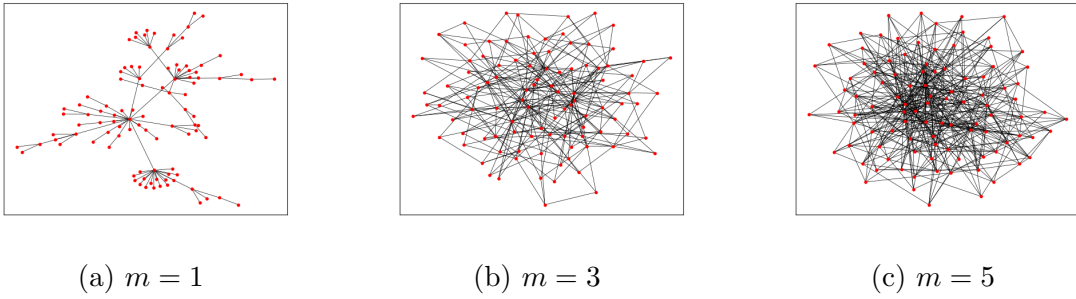 (a) m = 1
(b) m = 3
(c) m = 5